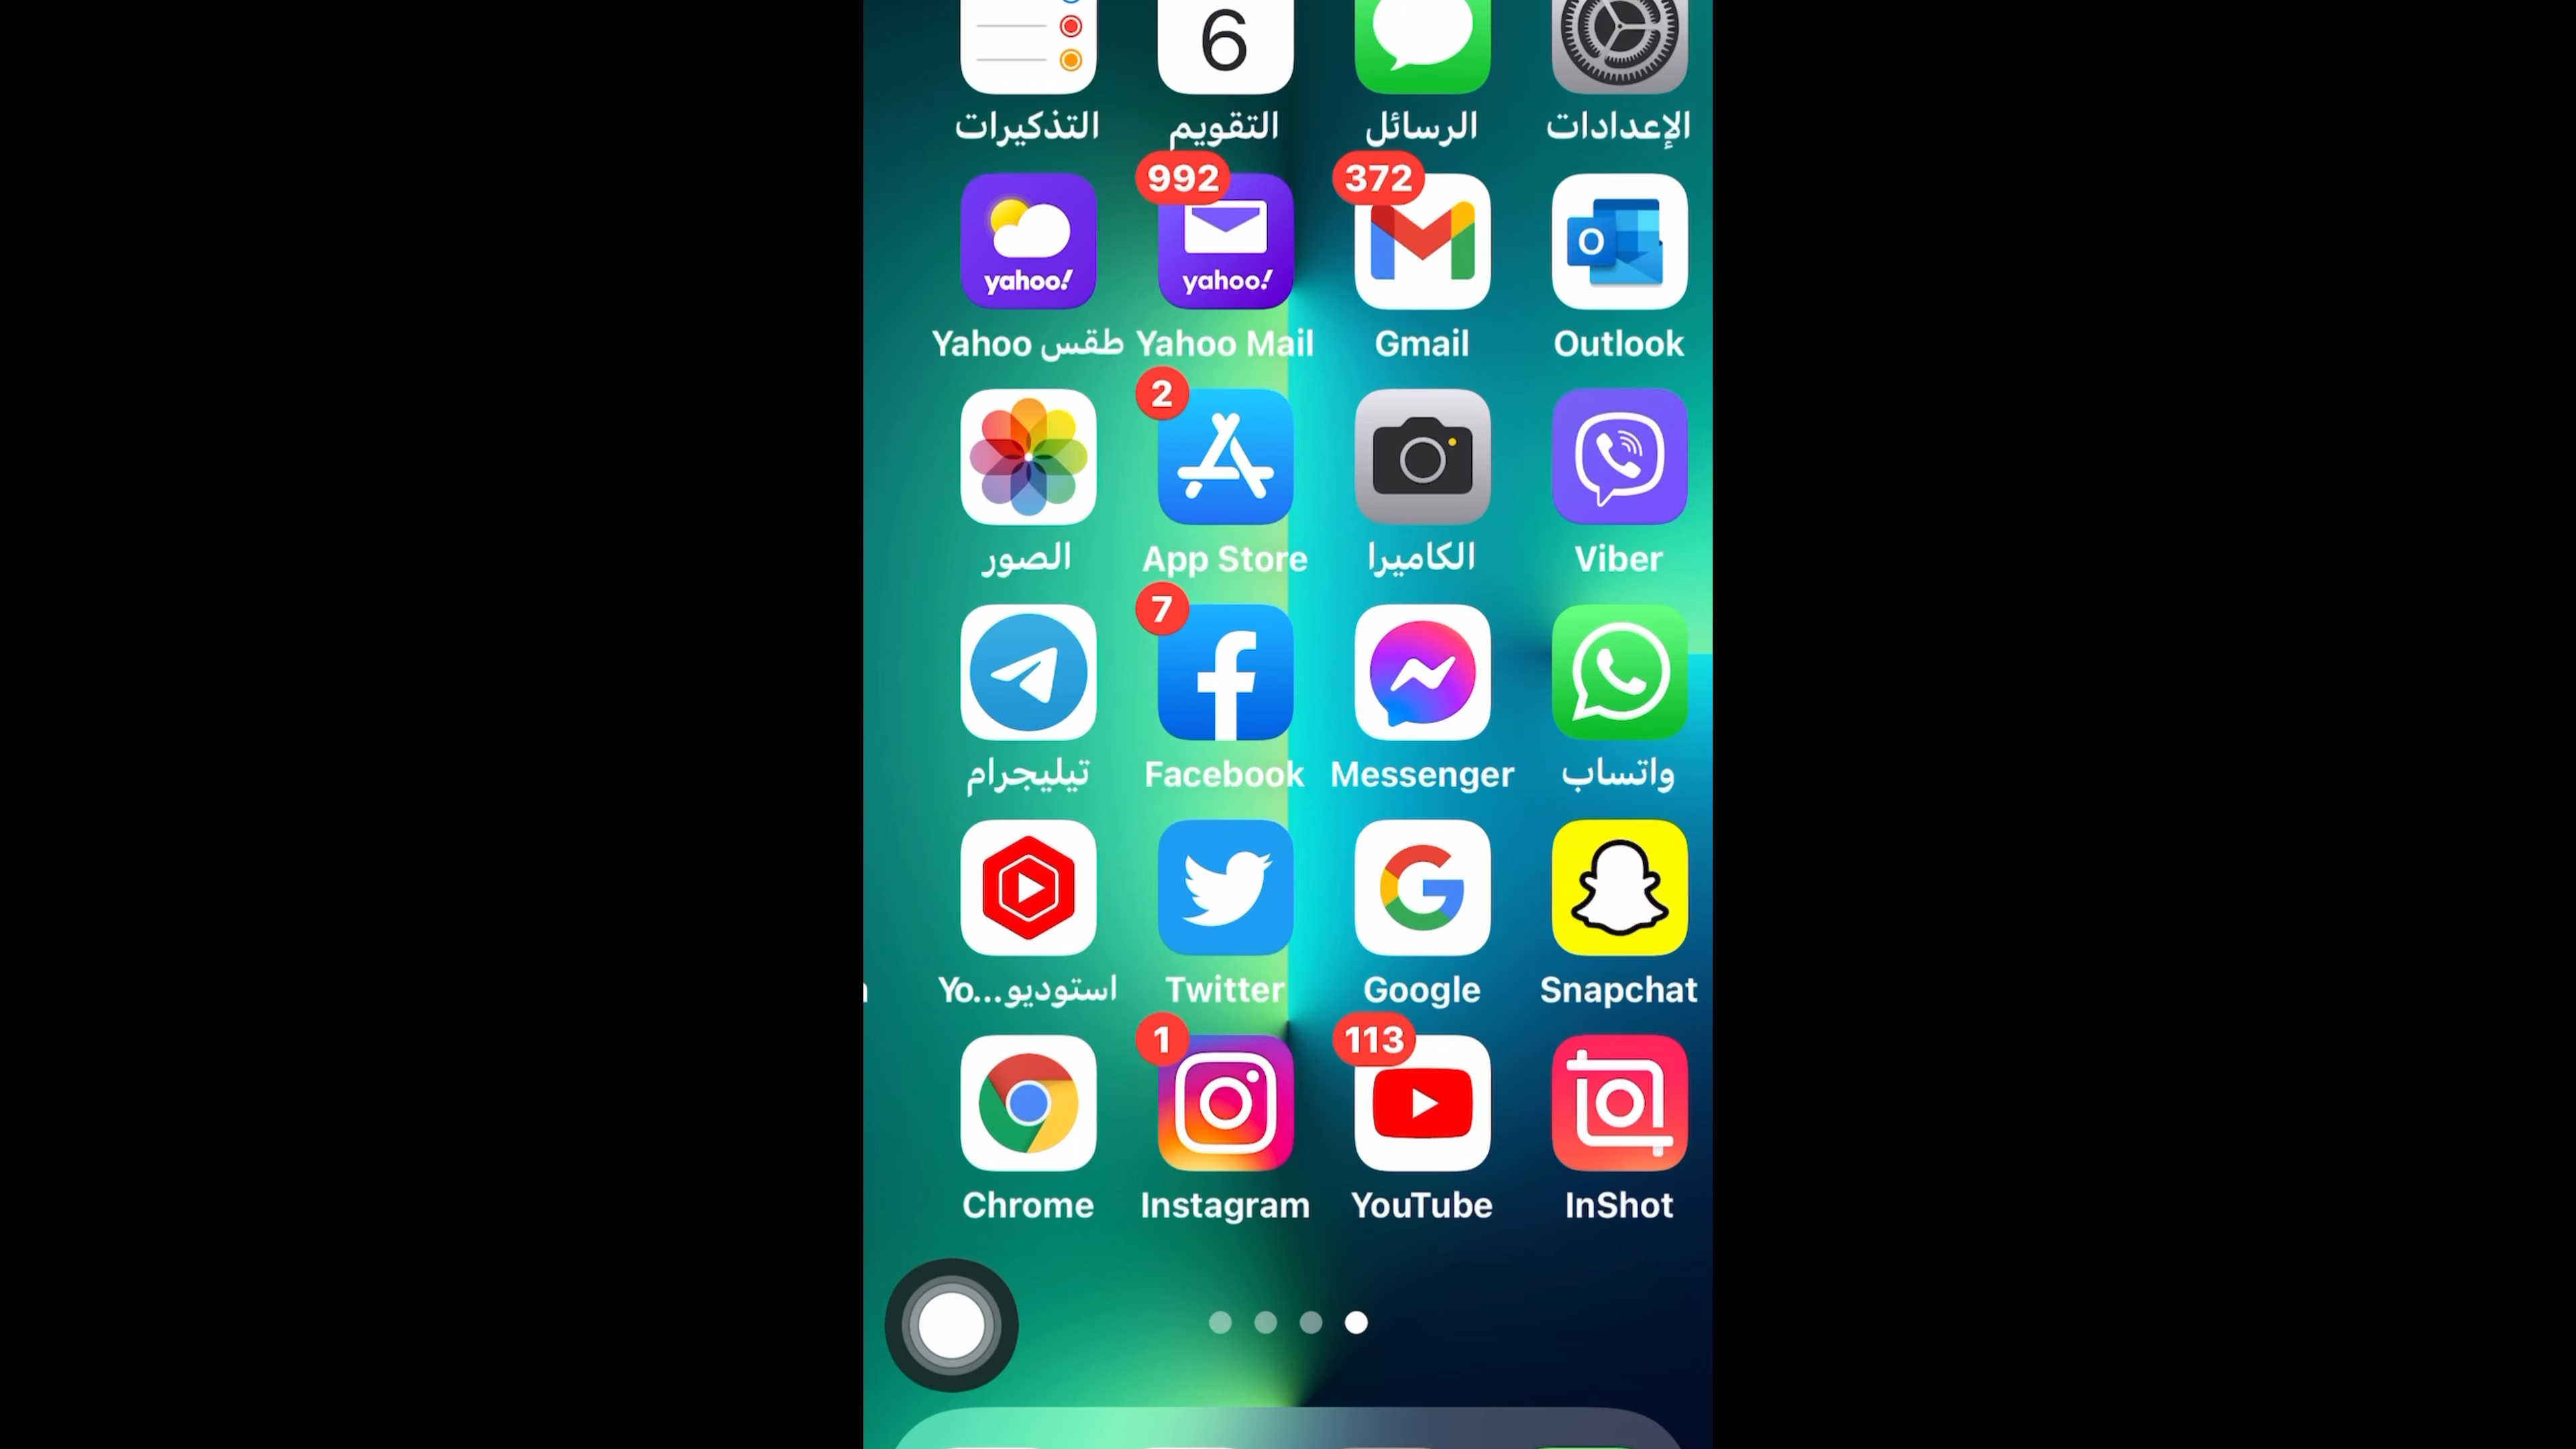 6
الإعدادات
الرسائل
التقويم
التذكيرات
372
992
O
yahoo!
yahoo!
Outlook
Gmail
Yahoo Mail
طقس Yahoo
2
Viber
الكاميرا
App Store
الصور
7
واتساب
Messenger
Facebook
تيليجرام
Snapchat
Google
Twitter
استوديو...Yo
113
1
InShot
YouTube
Instagram
Chrome